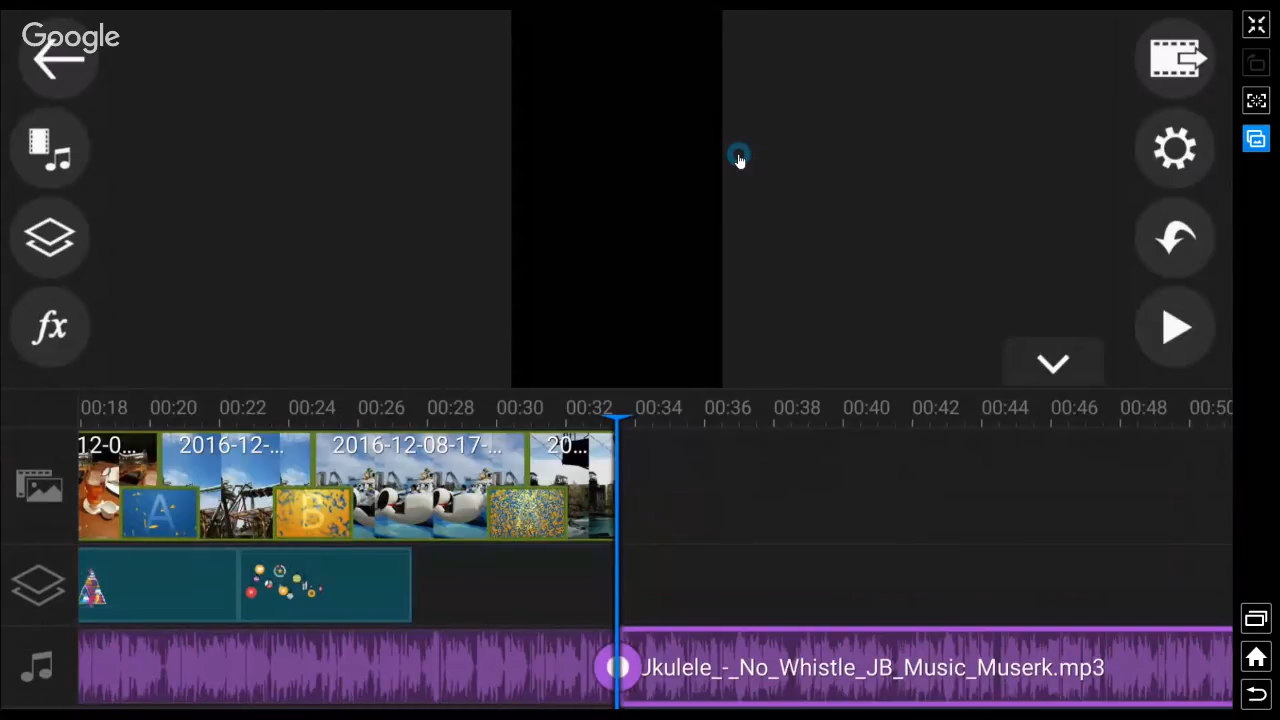 Google
fx
00:18 00:20 00:22 00:24 00:26 00:28 00:30 00:32 00:34 00:36 00:38 00:40 00:42 00:44 00:46 00:48 00:50
12-0... 2016-12-... 2016-12-08-17-... 20...
A B
Jkulele_-_No_Whistle_JB_Music_Muserk.mp3